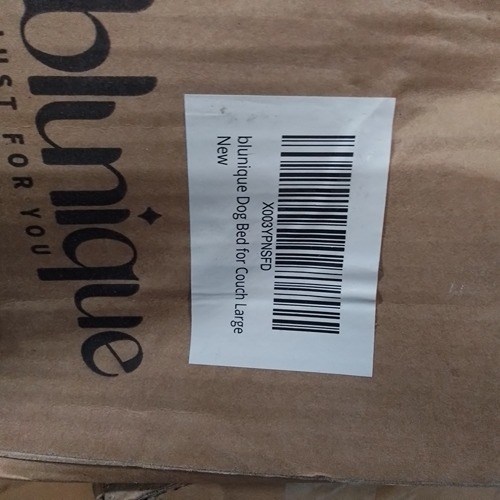 blunique
JUST FOR YOU
X003YPNSFD
blunique Dog Bed for Couch Large
New